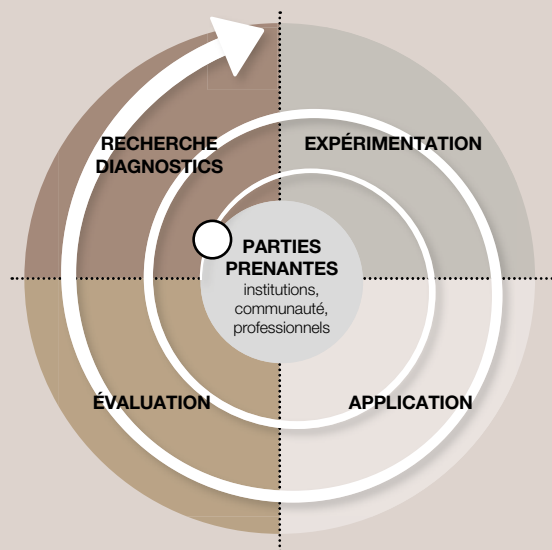 RECHERCHE
DIAGNOSTICS
EXPÉRIMENTATION
PARTIES
PRENANTES
institutions,
communauté,
professionnels
ÉVALUATION
APPLICATION